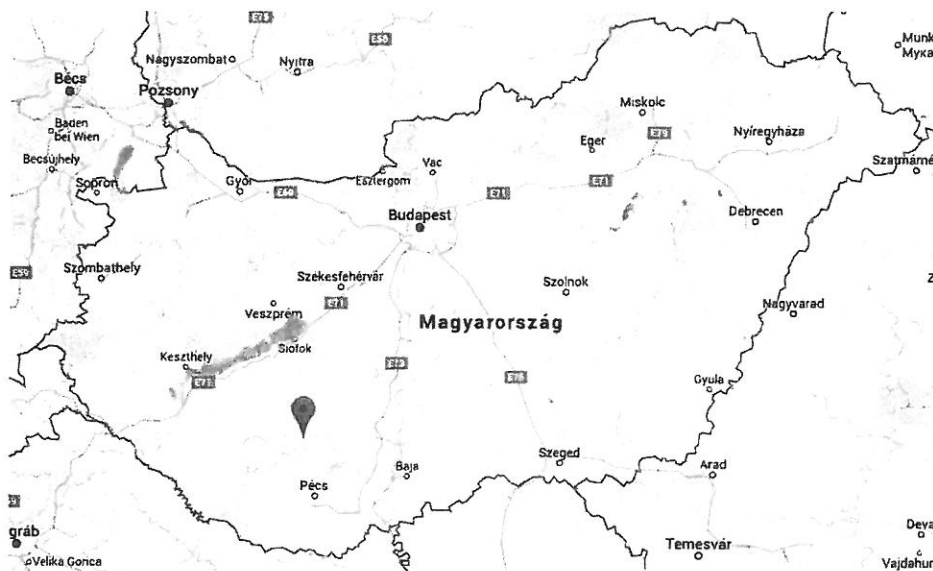 E75
E50
Munk
Мука
Nagyszombat
Nyitra
Bécs
Pozsony
Miskolc
Baden
bei Wien
Eger
E79
Nyíregyháza
Becsújhely
Vac
Szatmárné
Sopron
Győr
Esztergom
E71
E71
E60
Debrecen
Budapest
E59
Szombathely
Székesfehérvár
Szolnok
Z
E71
Veszprém
Nagyvarad
Magyarország
Siófok
Keszthely
E73
E75
E71
Gyula
Szeged
Baja
Arad
Pécs
gráb
Temesvár
Deva
Velika Gorica
Vajdahun